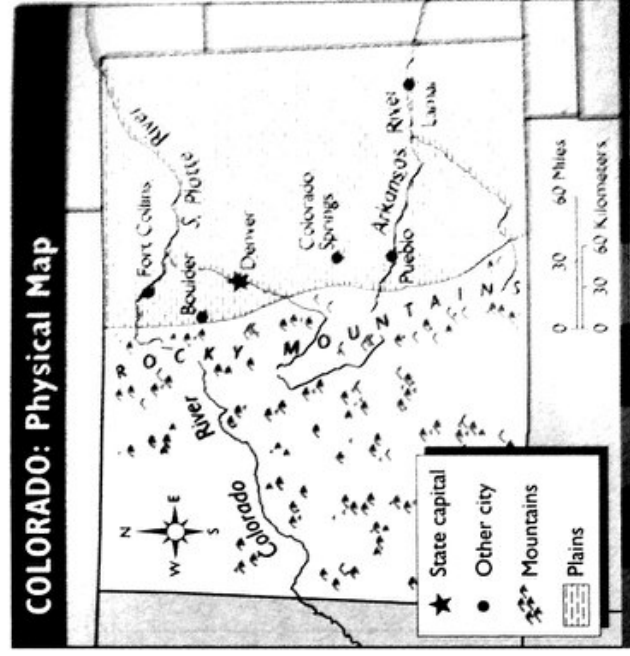 COLORADO: Physical Map
N
W
E
S
ROCKY MOUNTAINS
Fort Collins
S. Platte River
Boulder
Denver
Colorado River
Colorado
Springs
Arkansas River
Pueblo
Lamar
★ State capital
● Other city
Mountains
Plains
0 30 60 Miles
0 30 60 Kilometers